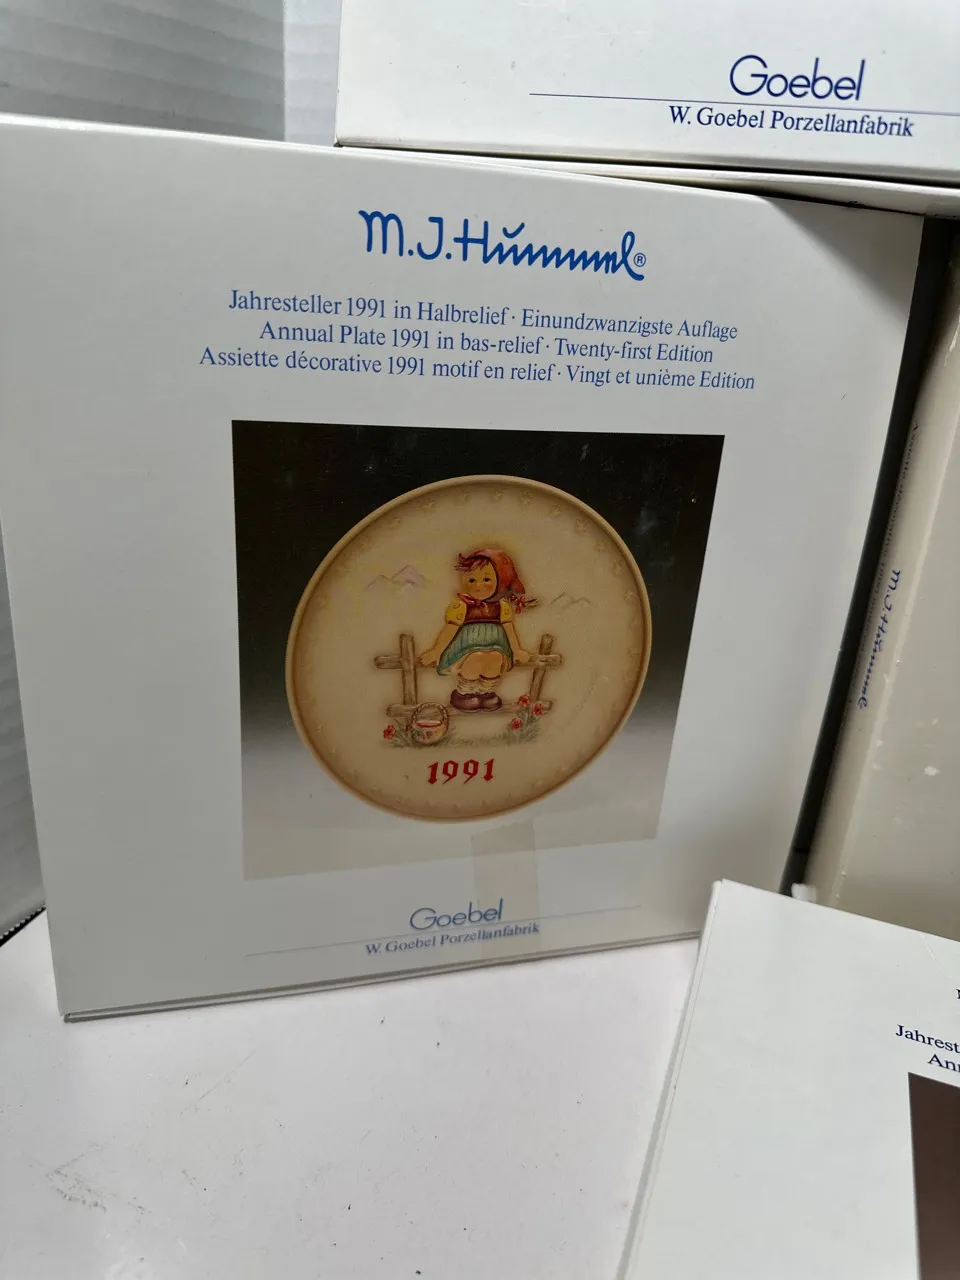 Goebel
W. Goebel Porzellanfabrik
M.J. Hummel®
Jahresteller 1991 in Halbrelief · Einundzwanzigste Auflage
Annual Plate 1991 in bas-relief · Twenty-first Edition
Assiette décorative 1991 motif en relief · Vingt et unième Edition
1991
Goebel
W. Goebel Porzellanfabrik
M.J. Hummel
Jahrest
An